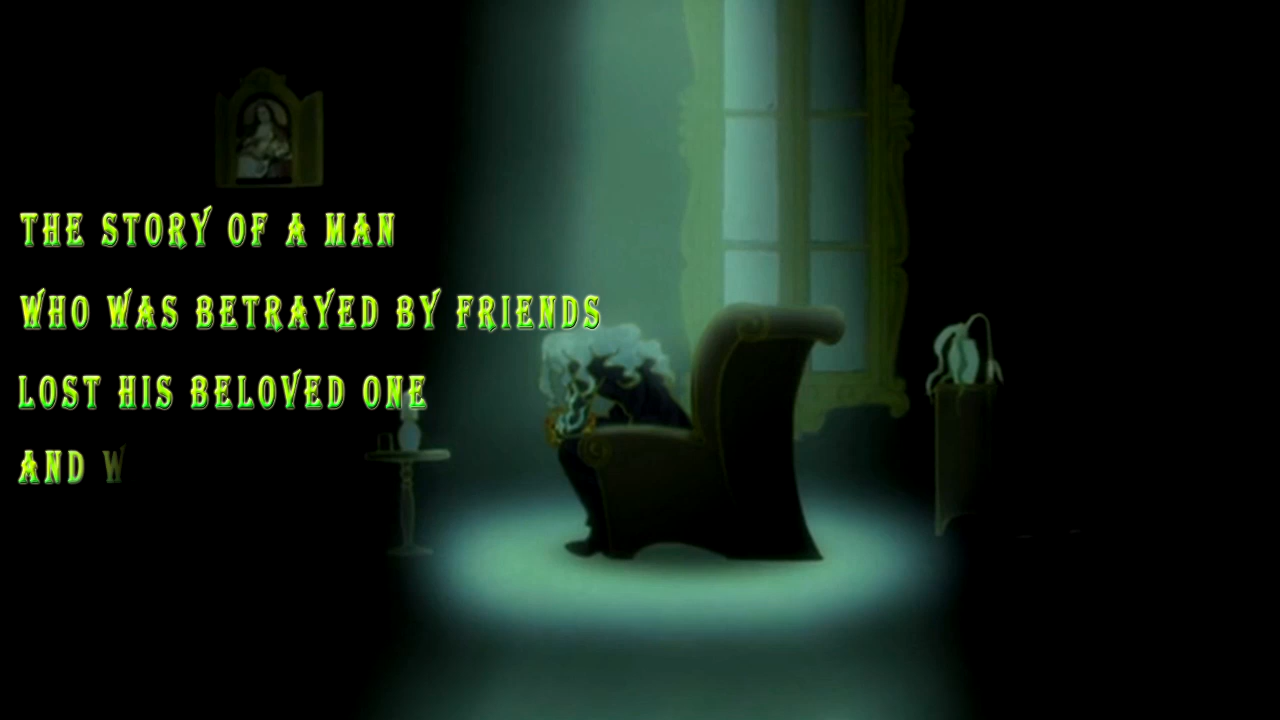 THE STORY OF A MAN
WHO WAS BETRAYED BY FRIENDS
LOST HIS BELOVED ONE
AND W